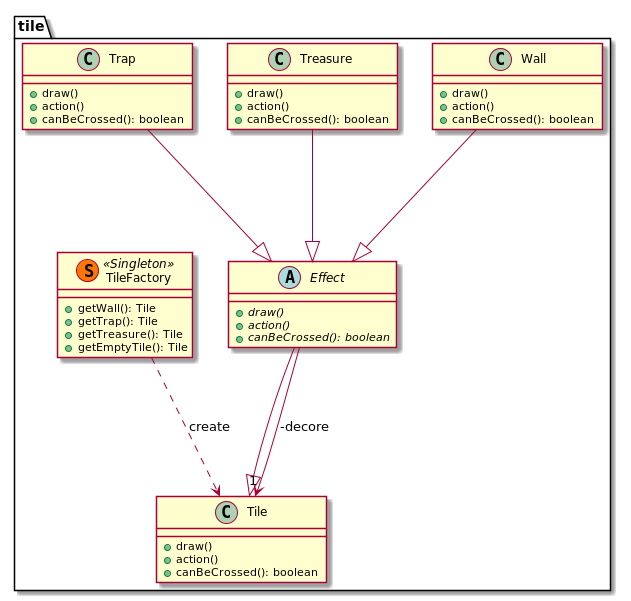 tile
C Trap
draw()
action()
canBeCrossed(): boolean
C Treasure
draw()
action()
canBeCrossed(): boolean
C Wall
draw()
action()
canBeCrossed(): boolean
S «Singleton»
TileFactory
getWall(): Tile
getTrap(): Tile
getTreasure(): Tile
getEmptyTile(): Tile
A Effect
draw()
action()
canBeCrossed(): boolean
create
-decore
1
C Tile
draw()
action()
canBeCrossed(): boolean